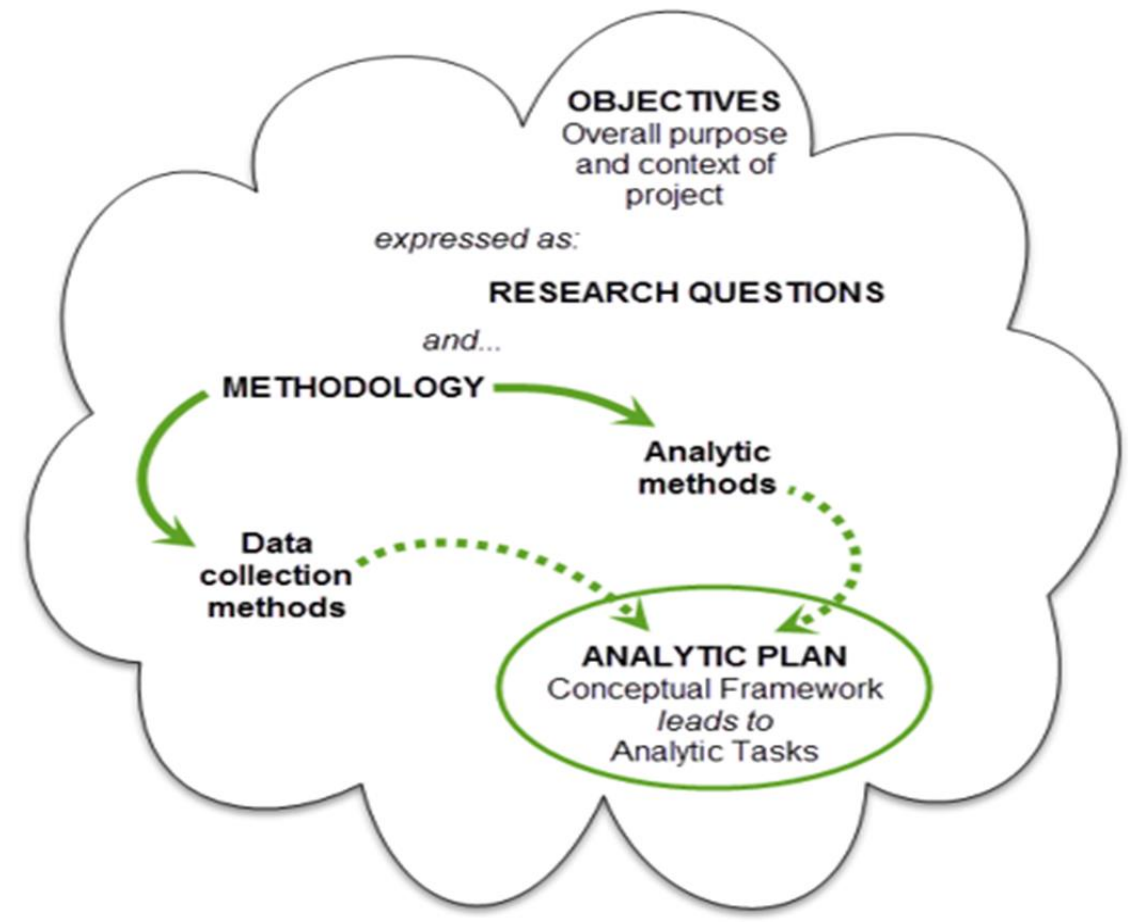 OBJECTIVES
Overall purpose
and context of
project
expressed as:
RESEARCH QUESTIONS
and...
METHODOLOGY
Analytic
methods
Data
collection
methods
ANALYTIC PLAN
Conceptual Framework
leads to
Analytic Tasks